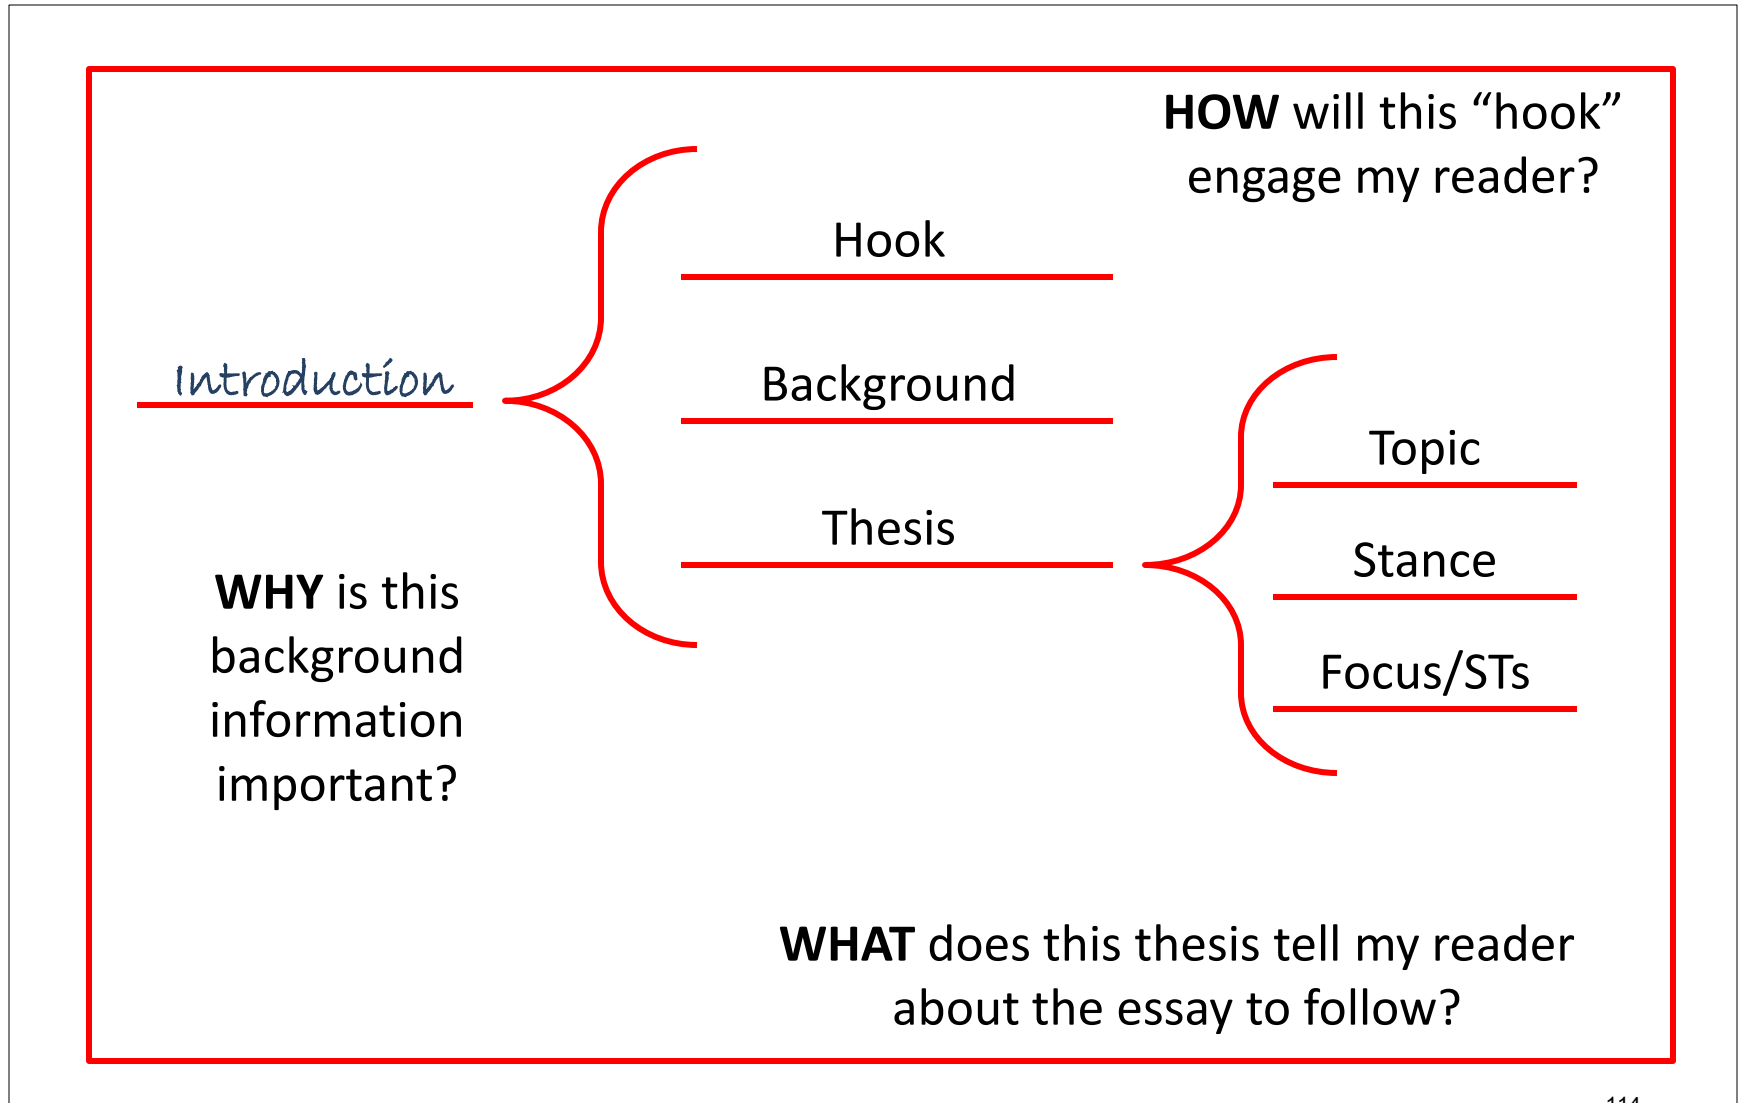 HOW will this “hook”
engage my reader?
Hook
Introduction
Background
Thesis
Topic
Stance
Focus/STs
WHY is this
background
information
important?
WHAT does this thesis tell my reader
about the essay to follow?
114